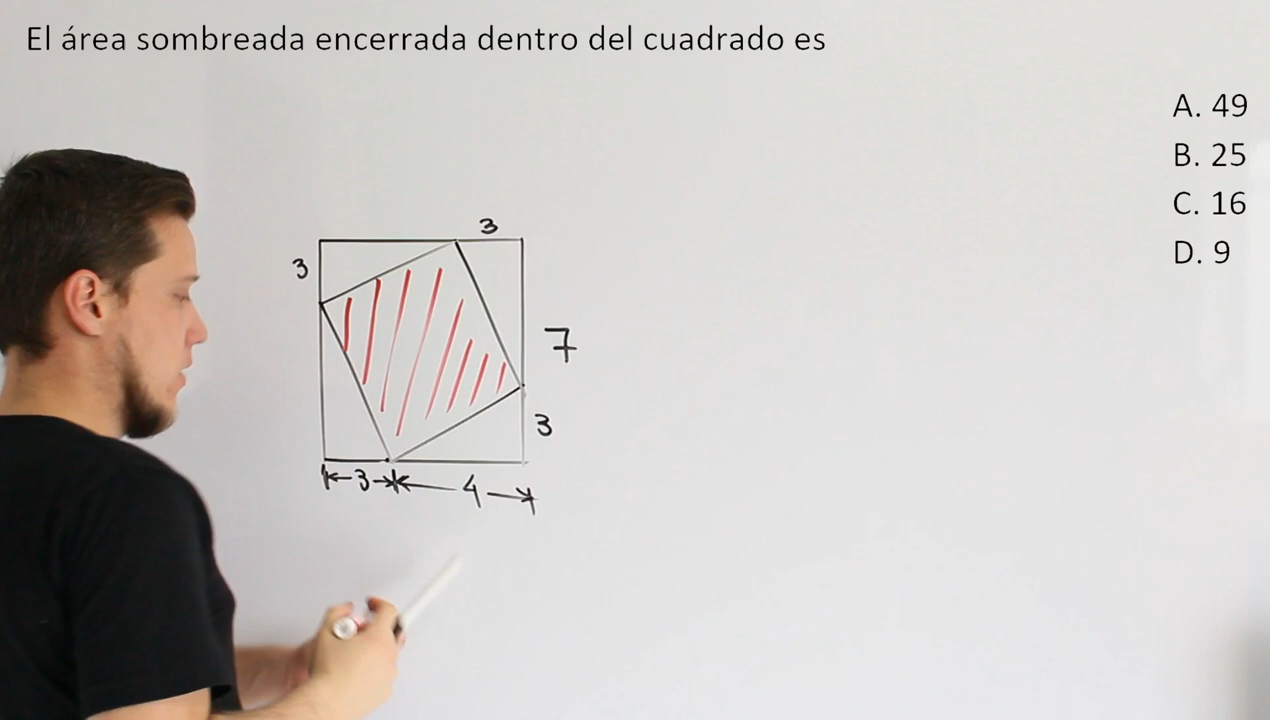 El área sombreada encerrada dentro del cuadrado es
A. 49
B. 25
C. 16
D. 9
3
3
7
3
3 4